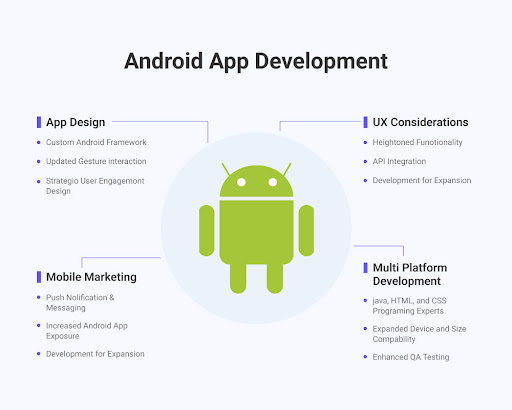 Android App Development
App Design
Custom Android Framework
Updated Gesture interaction
Strategio User Engagemont
Design
UX Considerations
Heightoned Funotionality
API Integration
Development for Expansion
Mobile Marketing
Push Nolification &
Messaging
Increased Android App
Exposure
Development for Expansion
Multi Platform
Development
java, HTML, and CSS
Programing Experts
Expanded Device and Size
Compability
Enhanced QA Testing